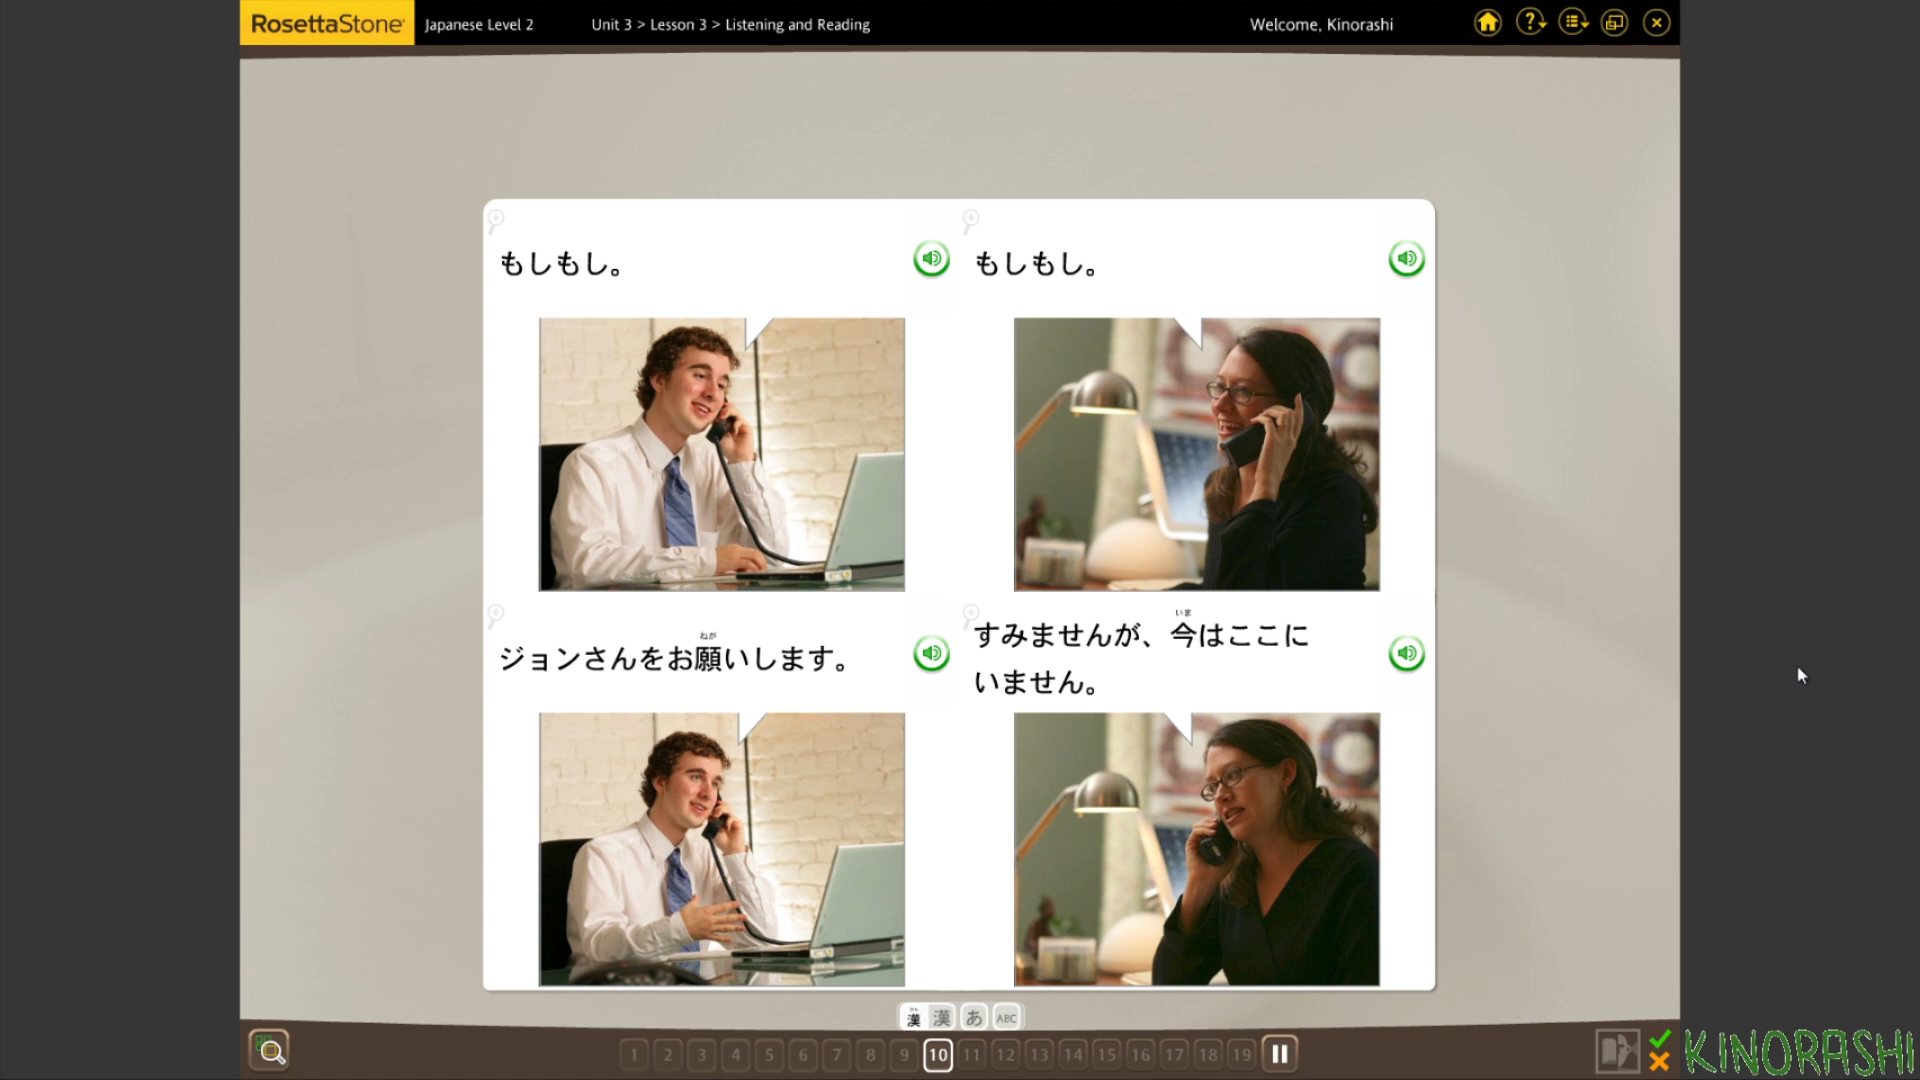 RosettaStone
Japanese Level 2
Unit 3 > Lesson 3 > Listening and Reading
Welcome, Kinorashi
もしもし。
もしもし。
ねが
ジョンさんをお願いします。
いま
すみませんが、今はここに
いません。
かん
漢 漢 あ ABC
1 2 3 4 5 6 7 8 9 10 11 12 13 14 15 16 17 18 19
KINORASHI